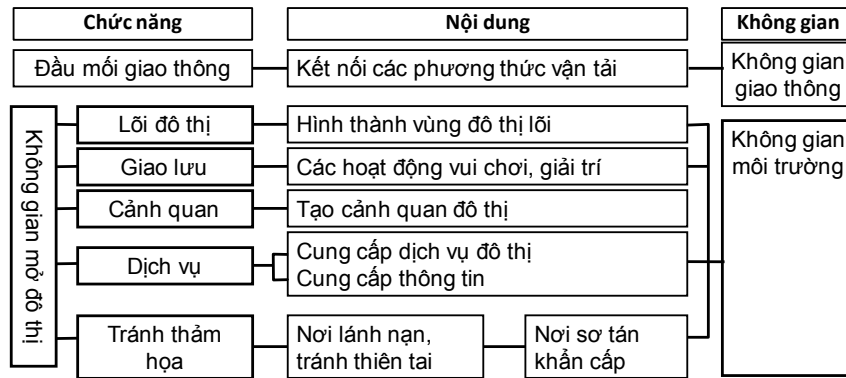 Chức năng
Nội dung
Không gian
Đầu mối giao thông
Kết nối các phương thức vận tải
Không gian
giao thông
Không gian mở đô thị
Lõi đô thị
Hình thành vùng đô thị lõi
Không gian
môi trường
Giao lưu
Các hoạt động vui chơi, giải trí
Cảnh quan
Tạo cảnh quan đô thị
Dịch vụ
Cung cấp dịch vụ đô thị
Cung cấp thông tin
Tránh thảm
họa
Nơi lánh nạn,
tránh thiên tai
Nơi sơ tán
khẩn cấp